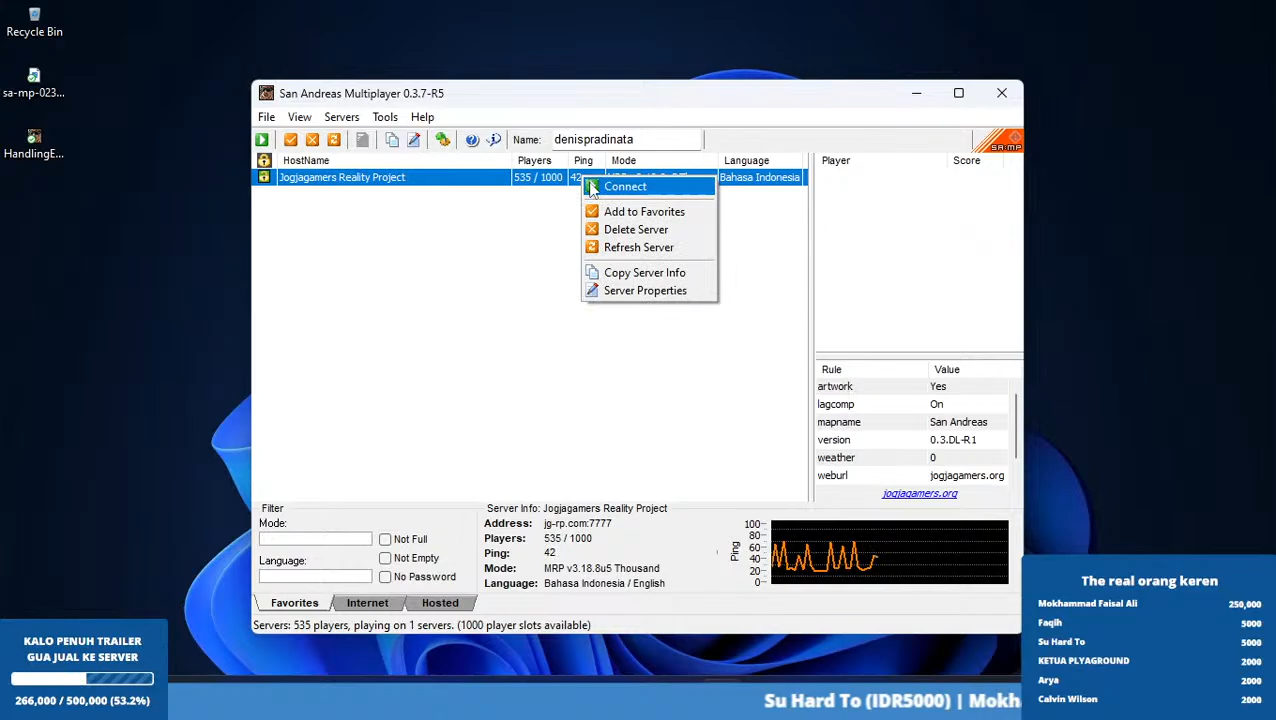 Recycle Bin
sa-mp-023...
HandlingE...
San Andreas Multiplayer 0.3.7-R5
File View Servers Tools Help
Name: denispradinata
SA:MP
HostName Players Ping Mode Language
Jogjagamers Reality Project 535 / 1000 42 Bahasa Indonesia
Connect
Add to Favorites
Delete Server
Refresh Server
Copy Server Info
Server Properties
Player Score
Rule Value
artwork Yes
lagcomp On
mapname San Andreas
version 0.3.DL-R1
weather 0
weburl jogjagamers.org
jogjagamers.org
Filter
Mode:
Not Full
Language:
Not Empty
No Password
Server Info: Jogjagamers Reality Project
Address: jg-rp.com:7777
Players: 535 / 1000
Ping: 42
Mode: MRP v3.18.8u5 Thousand
Language: Bahasa Indonesia / English
Ping
100
80
60
40
20
0
Favorites Internet Hosted
Servers: 535 players, playing on 1 servers. (1000 player slots available)
KALO PENUH TRAILER
GUA JUAL KE SERVER
266,000 / 500,000 (53.2%)
The real orang keren
Mokhammad Faisal Ali 250,000
Faqih 5000
Su Hard To 5000
KETUA PLYAGROUND 2000
Arya 2000
Calvin Wilson 2000
Su Hard To (IDR5000) | Mokh